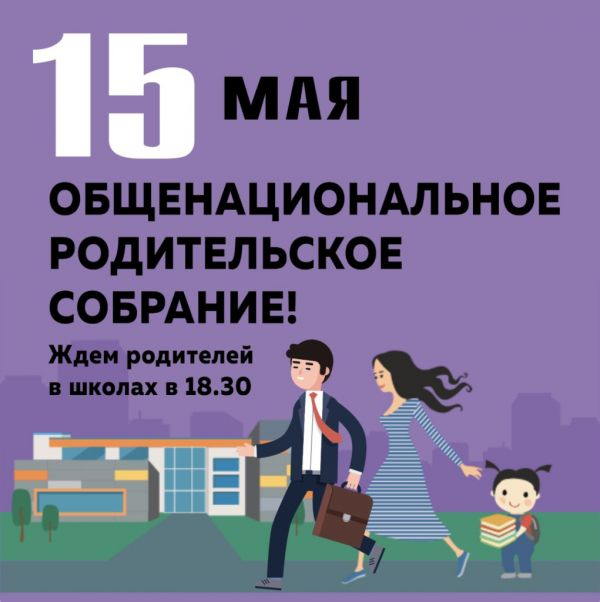 15 МАЯ
ОБЩЕНАЦИОНАЛЬНОЕ
РОДИТЕЛЬСКОЕ
СОБРАНИЕ!
Ждем родителей
в школах в 18.30